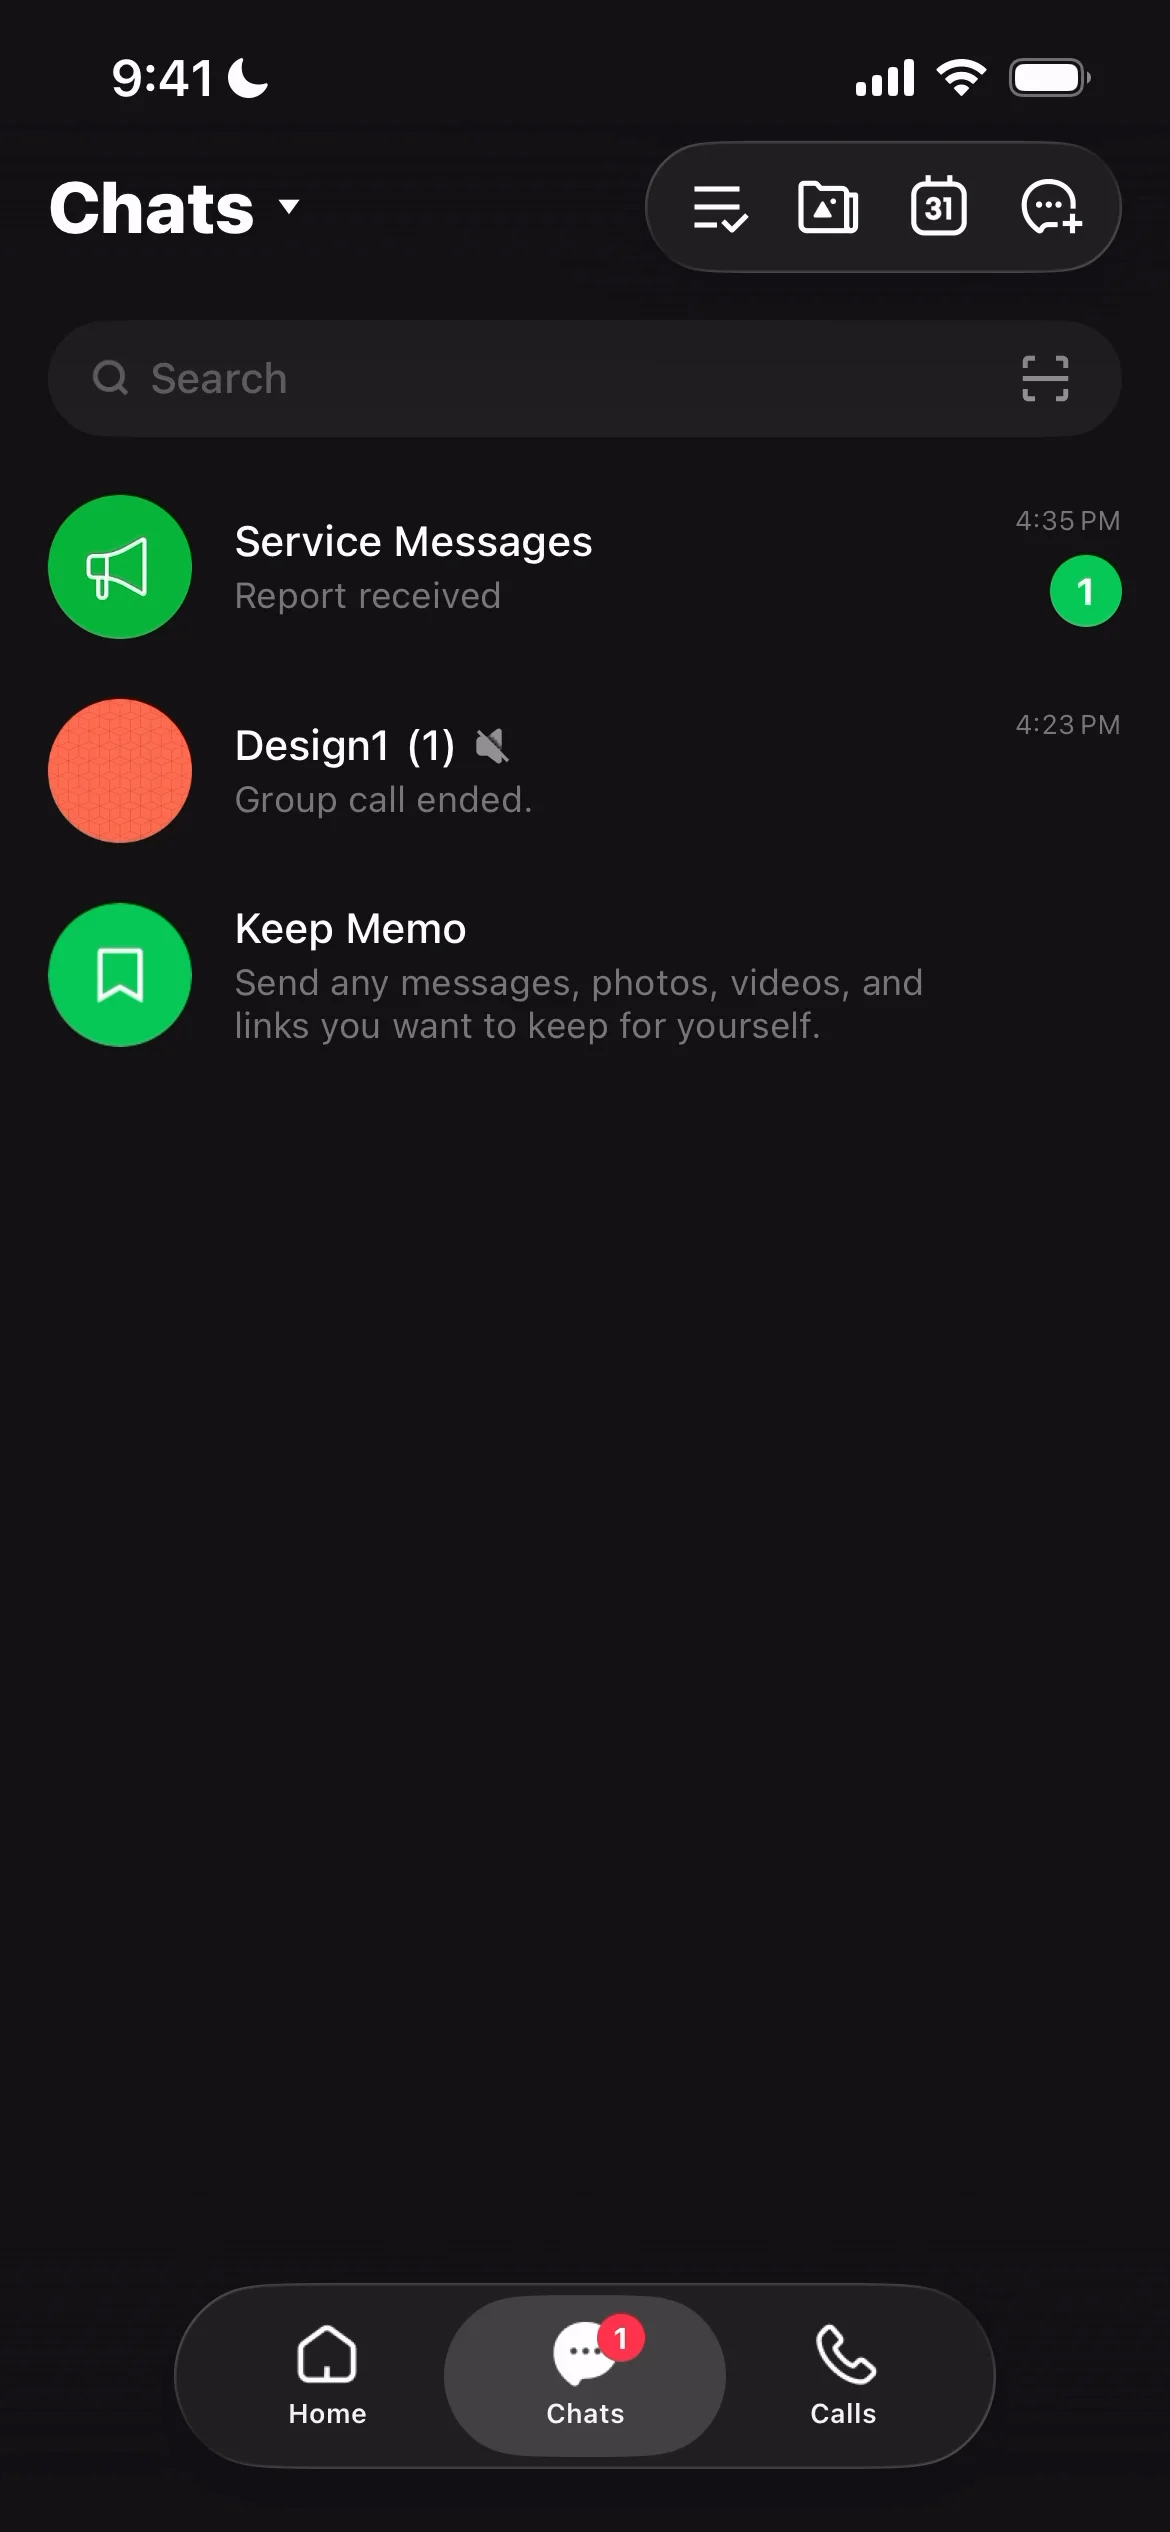 9:41
Chats
31
Search
Service Messages
4:35 PM
Report received
1
Design1 (1)
4:23 PM
Group call ended.
Keep Memo
Send any messages, photos, videos, and
links you want to keep for yourself.
1
Home
Chats
Calls